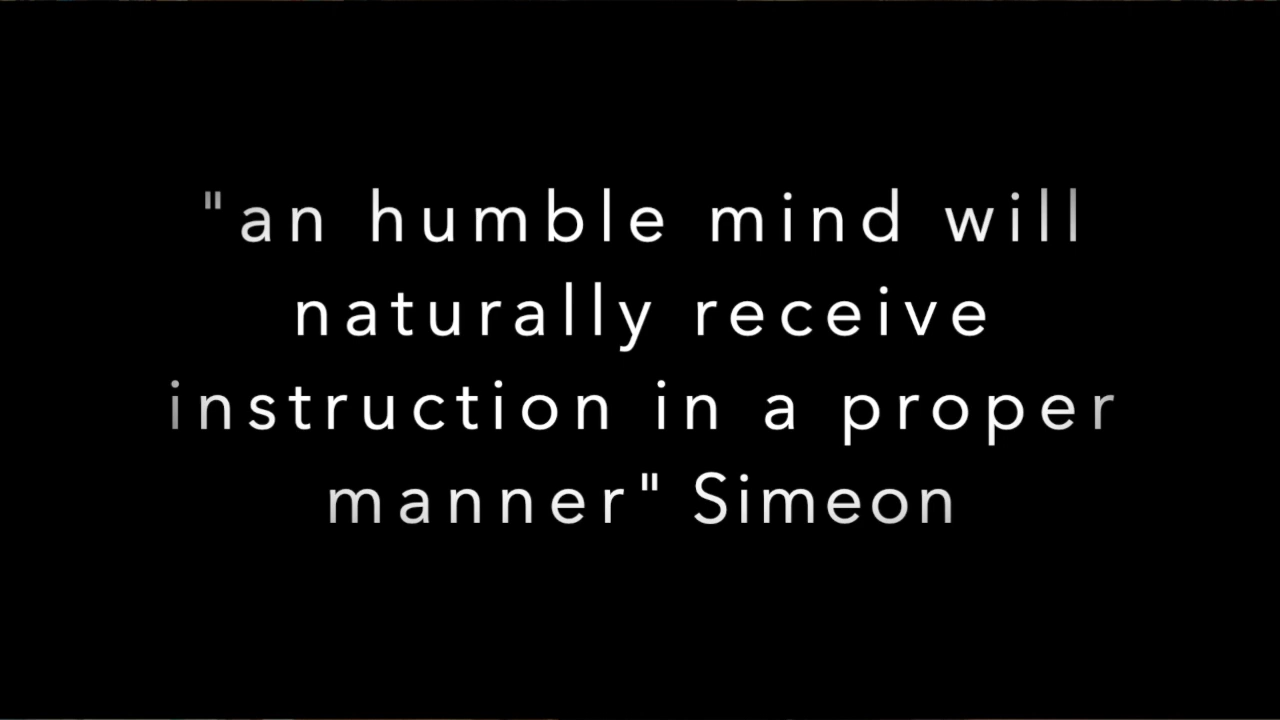 "an humble mind will
naturally receive
instruction in a proper
manner" Simeon